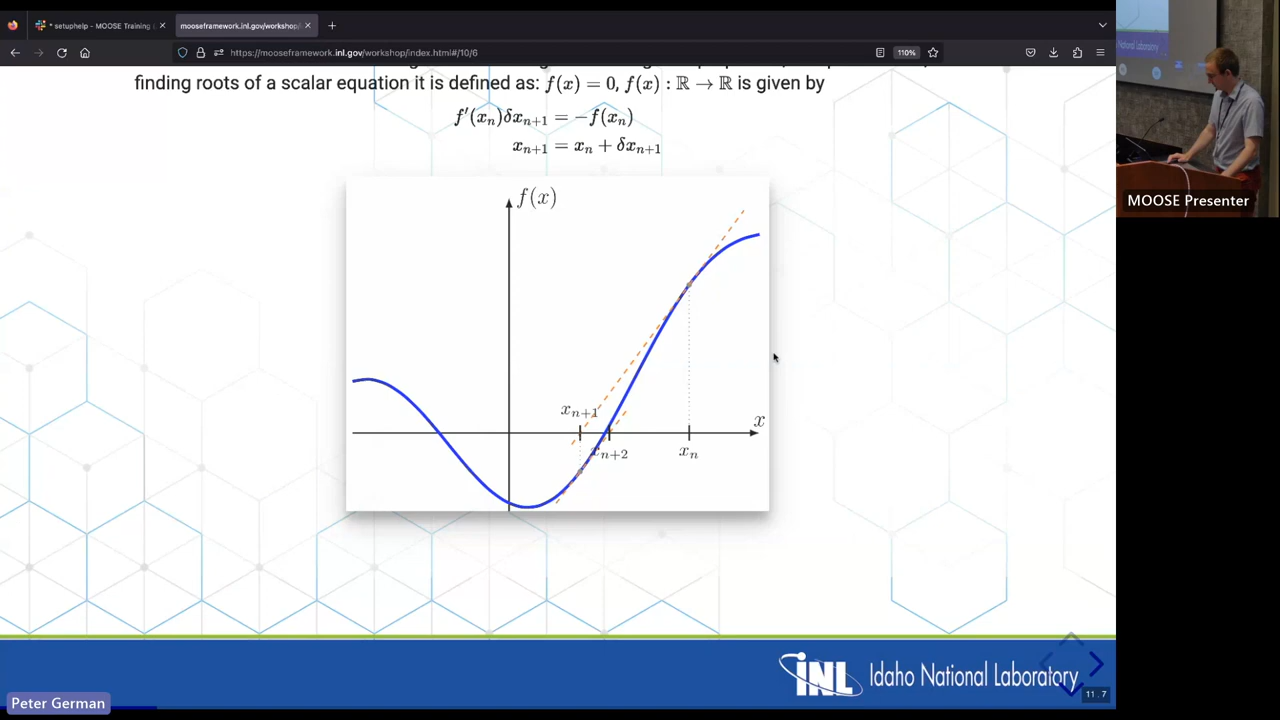 * setuphelp - MOOSE Training
mooseframework.inl.gov/workshop/
https://mooseframework.inl.gov/workshop/index.html#/10/6
110%
finding roots of a scalar equation it is defined as: f(x) = 0, f(x) : ℝ → ℝ is given by
f′(xₙ)δxₙ₊₁ = −f(xₙ)
xₙ₊₁ = xₙ + δxₙ₊₁
f(x)
xₙ₊₁
x
xₙ₊₂
xₙ
MOOSE Presenter
INL Idaho National Laboratory
11.7
Peter German